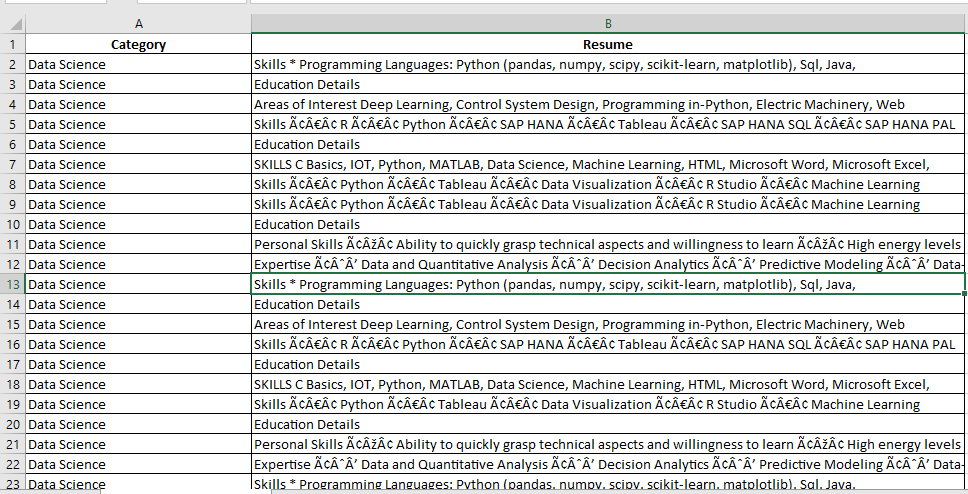 A B
1 Category Resume
2 Data Science Skills * Programming Languages: Python (pandas, numpy, scipy, scikit-learn, matplotlib), Sql, Java,
3 Data Science Education Details
4 Data Science Areas of Interest Deep Learning, Control System Design, Programming in-Python, Electric Machinery, Web
5 Data Science Skills Ã¢Â€Â¢ R Ã¢Â€Â¢ Python Ã¢Â€Â¢ SAP HANA Ã¢Â€Â¢ Tableau Ã¢Â€Â¢ SAP HANA SQL Ã¢Â€Â¢ SAP HANA PAL
6 Data Science Education Details
7 Data Science SKILLS C Basics, IOT, Python, MATLAB, Data Science, Machine Learning, HTML, Microsoft Word, Microsoft Excel,
8 Data Science Skills Ã¢Â€Â¢ Python Ã¢Â€Â¢ Tableau Ã¢Â€Â¢ Data Visualization Ã¢Â€Â¢ R Studio Ã¢Â€Â¢ Machine Learning
9 Data Science Skills Ã¢Â€Â¢ Python Ã¢Â€Â¢ Tableau Ã¢Â€Â¢ Data Visualization Ã¢Â€Â¢ R Studio Ã¢Â€Â¢ Machine Learning
10 Data Science Education Details
11 Data Science Personal Skills Ã¢ÂžÂ¢ Ability to quickly grasp technical aspects and willingness to learn Ã¢ÂžÂ¢ High energy levels
12 Data Science Expertise Ã¢ÂˆÂ’ Data and Quantitative Analysis Ã¢ÂˆÂ’ Decision Analytics Ã¢ÂˆÂ’ Predictive Modeling Ã¢ÂˆÂ’ Data-
13 Data Science Skills * Programming Languages: Python (pandas, numpy, scipy, scikit-learn, matplotlib), Sql, Java,
14 Data Science Education Details
15 Data Science Areas of Interest Deep Learning, Control System Design, Programming in-Python, Electric Machinery, Web
16 Data Science Skills Ã¢Â€Â¢ R Ã¢Â€Â¢ Python Ã¢Â€Â¢ SAP HANA Ã¢Â€Â¢ Tableau Ã¢Â€Â¢ SAP HANA SQL Ã¢Â€Â¢ SAP HANA PAL
17 Data Science Education Details
18 Data Science SKILLS C Basics, IOT, Python, MATLAB, Data Science, Machine Learning, HTML, Microsoft Word, Microsoft Excel,
19 Data Science Skills Ã¢Â€Â¢ Python Ã¢Â€Â¢ Tableau Ã¢Â€Â¢ Data Visualization Ã¢Â€Â¢ R Studio Ã¢Â€Â¢ Machine Learning
20 Data Science Education Details
21 Data Science Personal Skills Ã¢ÂžÂ¢ Ability to quickly grasp technical aspects and willingness to learn Ã¢ÂžÂ¢ High energy levels
22 Data Science Expertise Ã¢ÂˆÂ’ Data and Quantitative Analysis Ã¢ÂˆÂ’ Decision Analytics Ã¢ÂˆÂ’ Predictive Modeling Ã¢ÂˆÂ’ Data-
23 Data Science Skills * Programming Languages: Python (pandas, numpy, scipy, scikit-learn, matplotlib), Sql, Java,